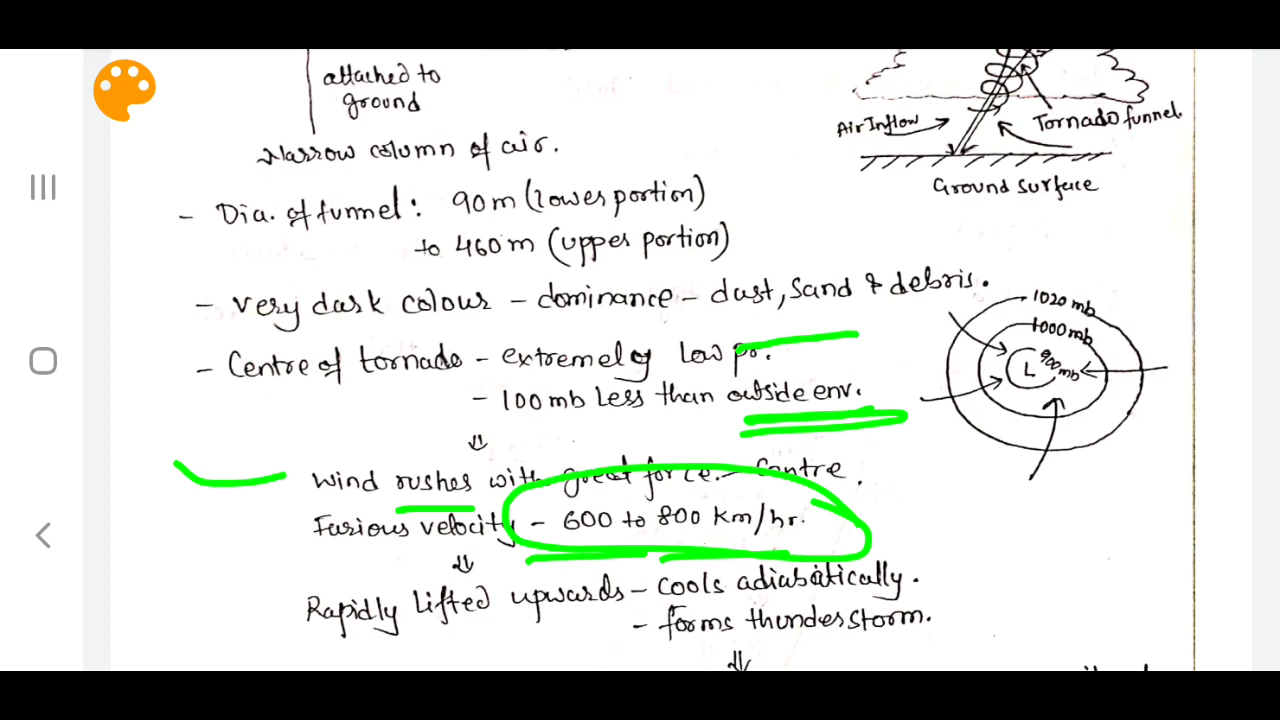 attached to
ground
Narrow column of air.
Air Inflow
Tornado funnel
Ground surface
- Dia. of funnel: 90 m (lower portion)
to 460 m (upper portion)
- very dark colour - dominance - dust, sand & debris.
- Centre of tornado - extremely low pr.
- 100 mb less than outside env.
1020 mb
1000 mb
900 mb
L
⇓
Wind rushes with great force. - Centre.
Furious velocity - 600 to 800 km/hr.
⇓
Rapidly lifted upwards - cools adiabatically.
- forms thunderstorm.
⇓